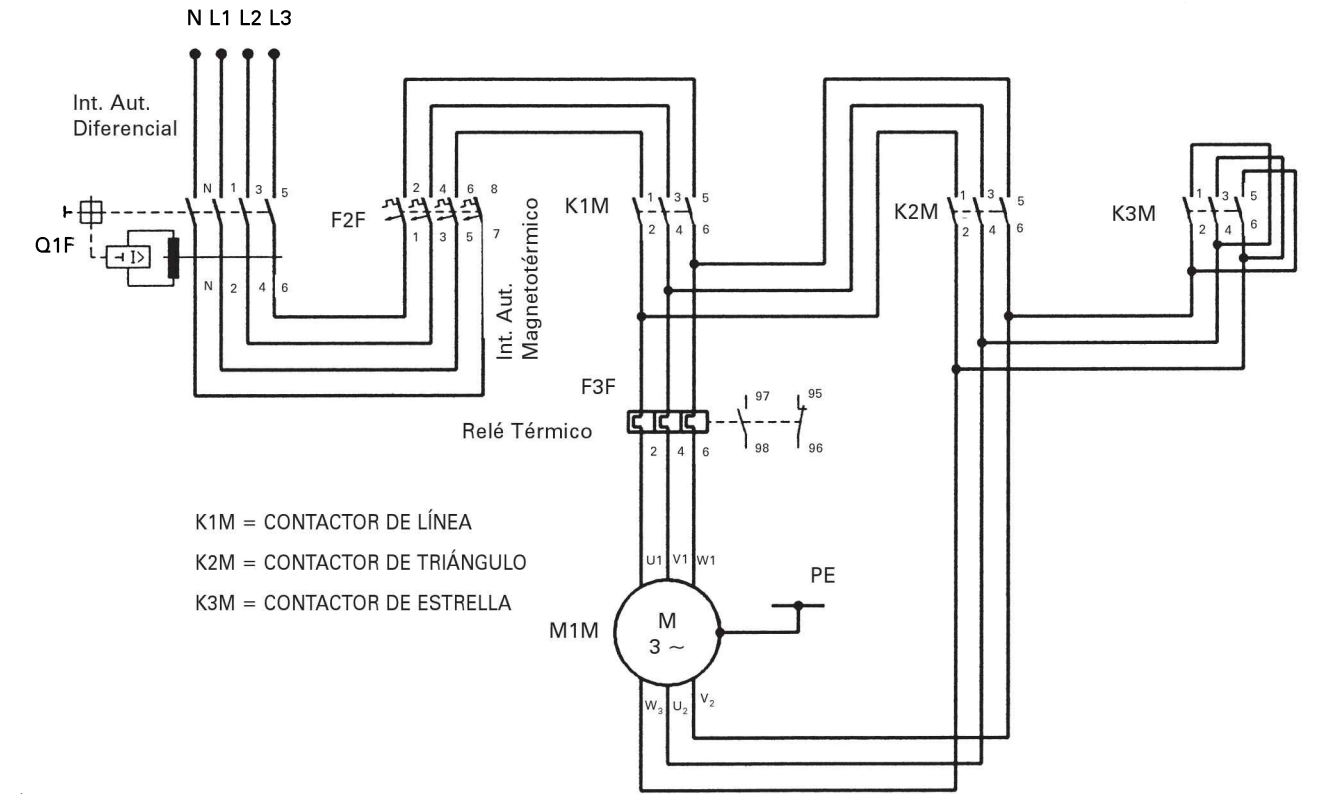 N L1 L2 L3
Int. Aut.
Diferencial
N 1 3 5
Q1F
I>
N 2 4 6
2 4 6 8
F2F
1 3 5 7
Int. Aut.
Magnetotérmico
K1M
1 3 5
2 4 6
K2M
1 3 5
2 4 6
K3M
1 3 5
2 4 6
F3F
Relé Térmico
97 95
98 96
2 4 6
K1M = CONTACTOR DE LÍNEA
K2M = CONTACTOR DE TRIÁNGULO
K3M = CONTACTOR DE ESTRELLA
U1 V1 W1
PE
M1M
M
3 ~
W3 U2 V2